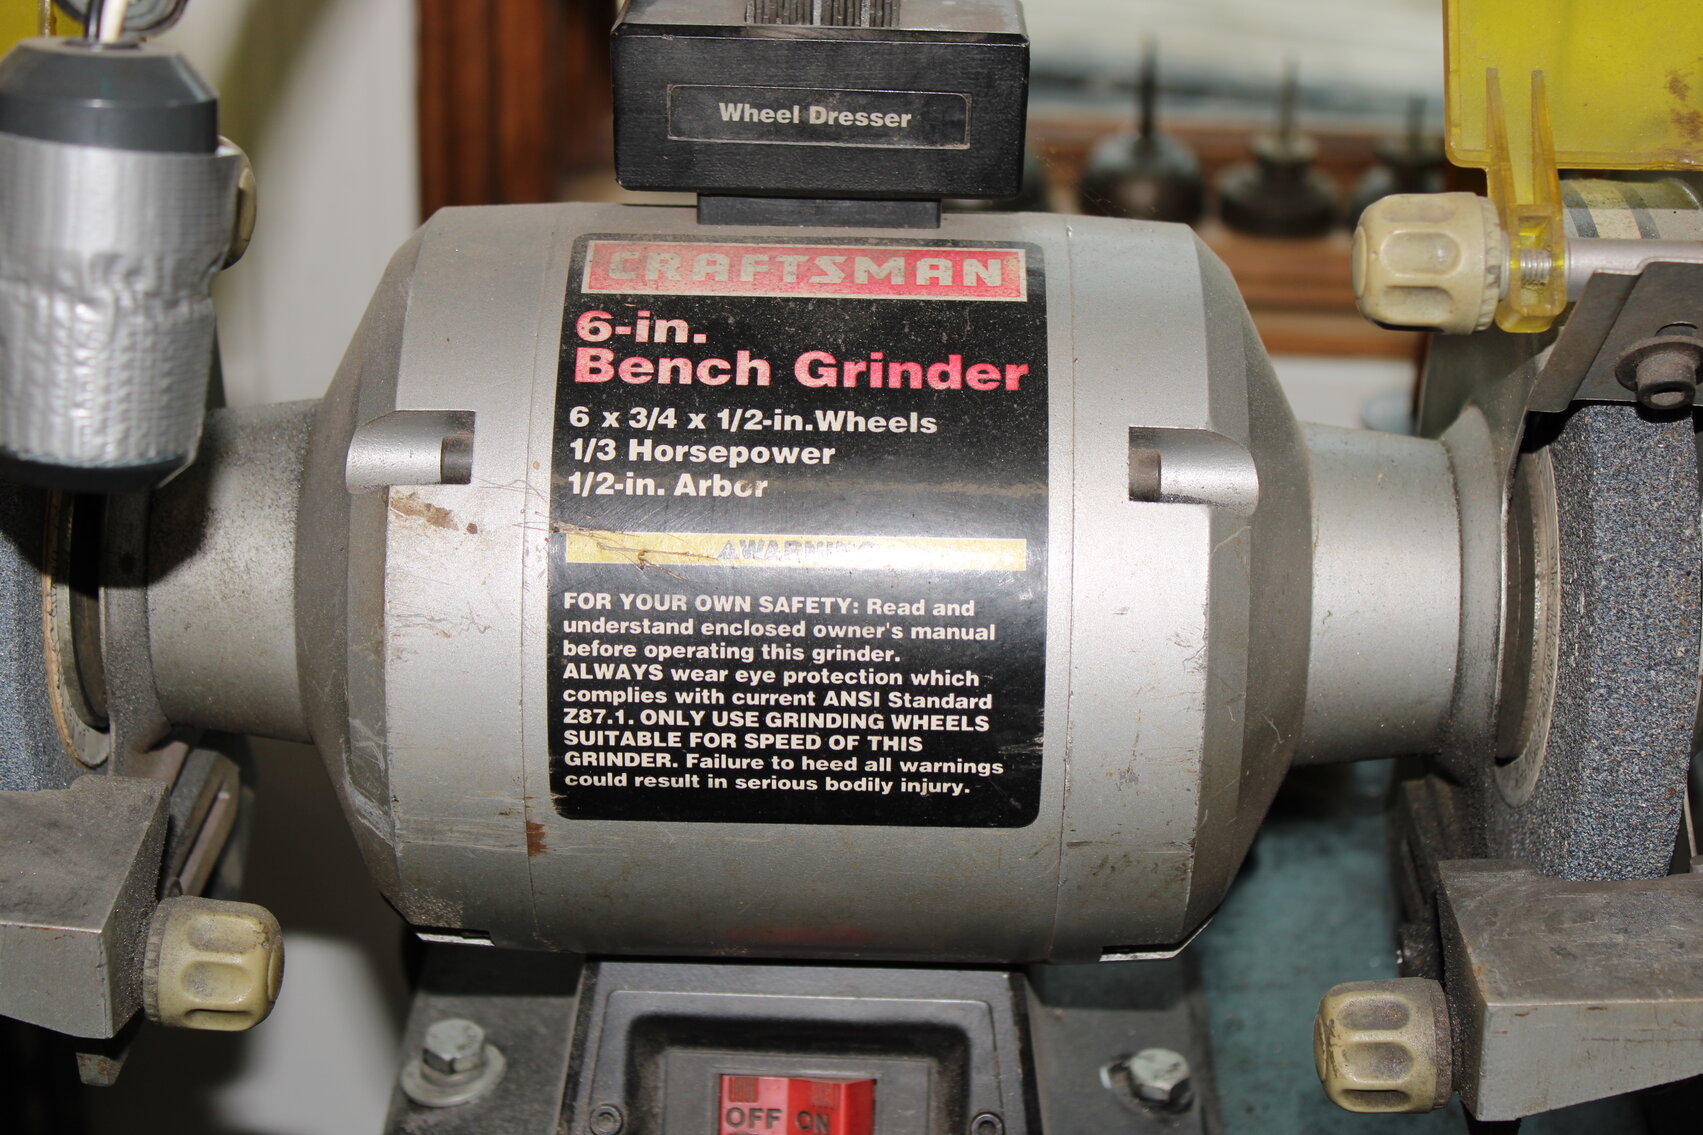 Wheel Dresser
CRAFTSMAN
6-in.
Bench Grinder
6 x 3/4 x 1/2-in.Wheels
1/3 Horsepower
1/2-in. Arbor
WARNING
FOR YOUR OWN SAFETY: Read and
understand enclosed owner's manual
before operating this grinder.
ALWAYS wear eye protection which
complies with current ANSI Standard
Z87.1. ONLY USE GRINDING WHEELS
SUITABLE FOR SPEED OF THIS
GRINDER. Failure to heed all warnings
could result in serious bodily injury.
OFF ON